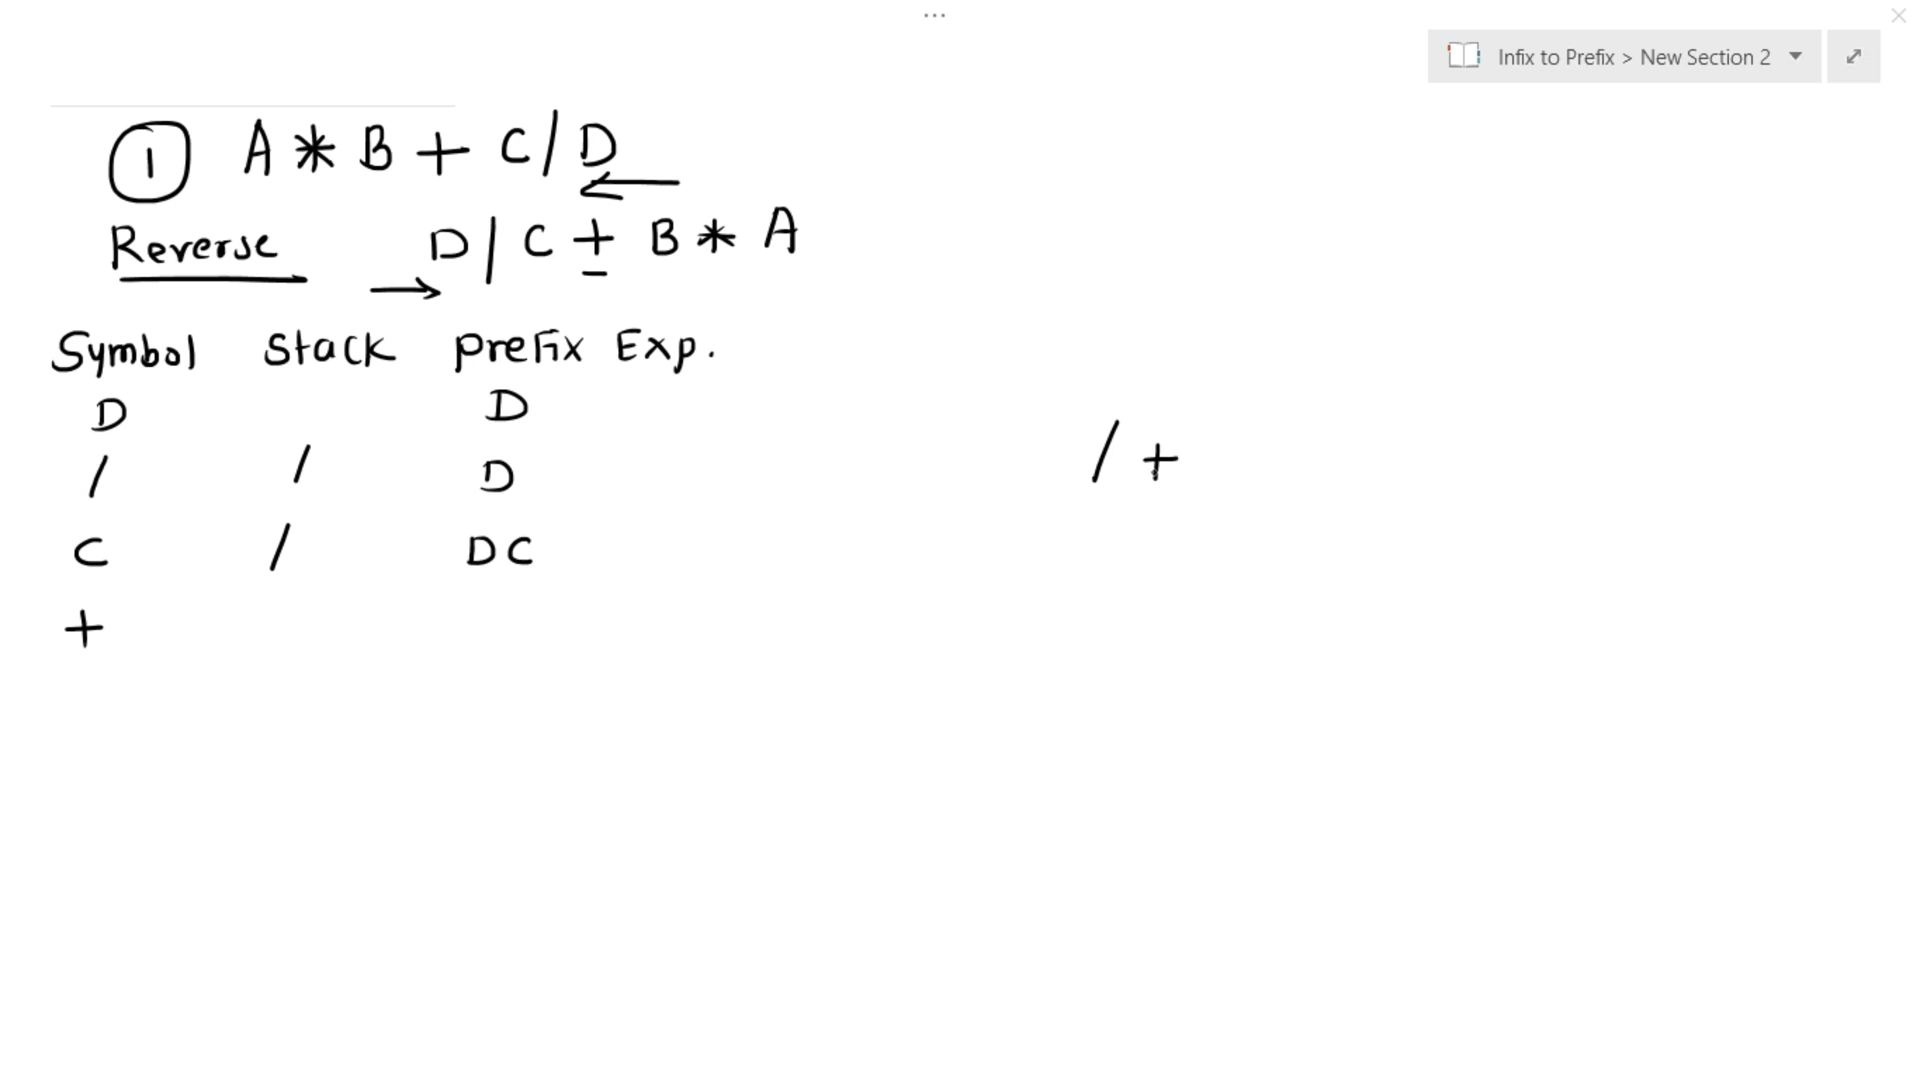 ...
Infix to Prefix > New Section 2
1 A * B + C / D
Reverse D / C + B * A
Symbol Stack Prefix Exp.
D D
/ / D
/ +
C / DC
+